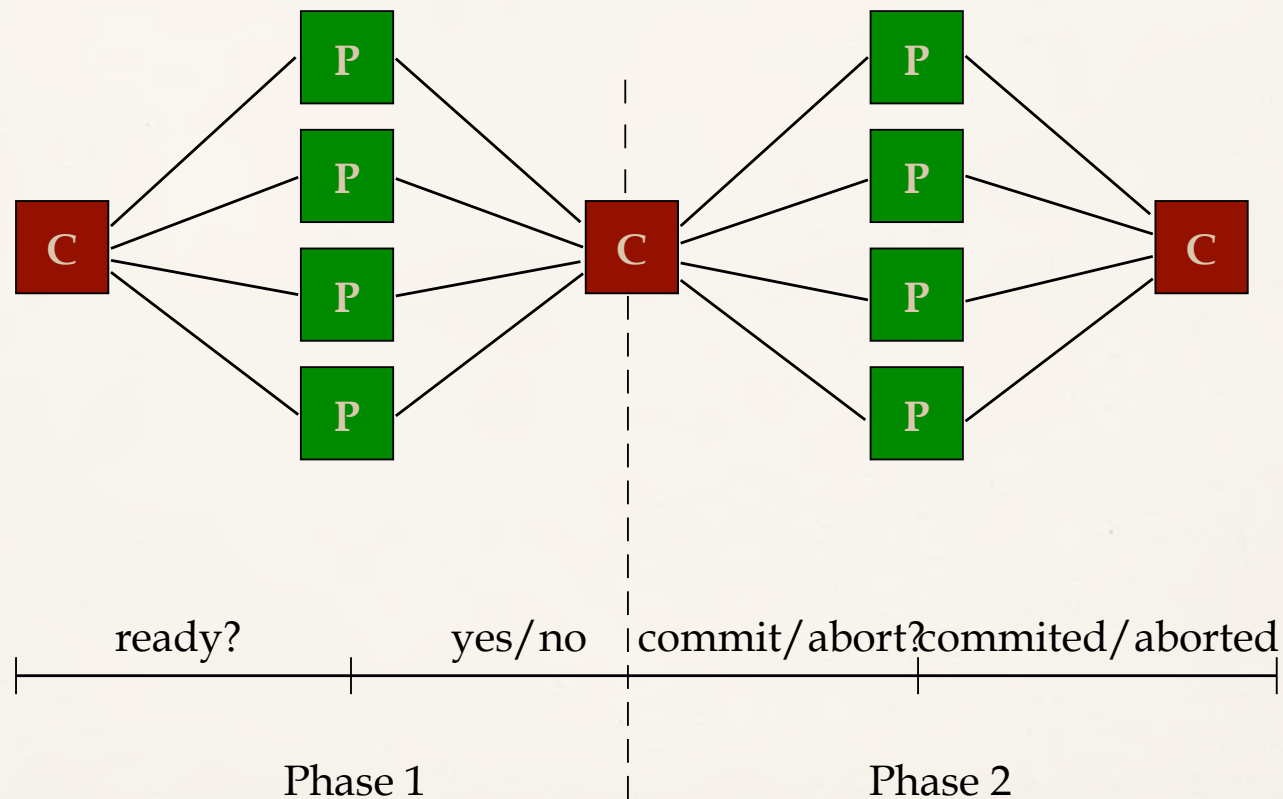 P P
P P
C C C
P P
P P
ready? yes/no commit/abort? commited/aborted
Phase 1 Phase 2